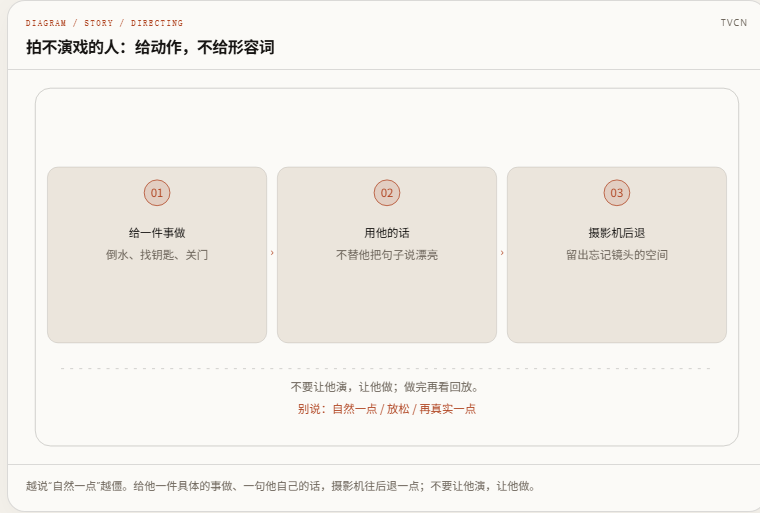 DIAGRAM / STORY / DIRECTING
TVCN
拍不演戏的人：给动作，不给形容词
01
给一件事做
倒水、找钥匙、关门
›
02
用他的话
不替他把句子说漂亮
›
03
摄影机后退
留出忘记镜头的空间
不要让他演，让他做；做完再看回放。
别说：自然一点 / 放松 / 再真实一点
越说“自然一点”越僵。给他一件具体的事做、一句他自己的话，摄影机往后退一点；不要让他演，让他做。